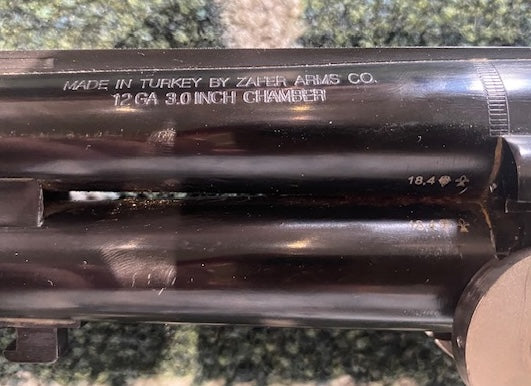 MADE IN TURKEY BY ZAFER ARMS CO.
12 GA 3.0 INCH CHAMBER
18,4